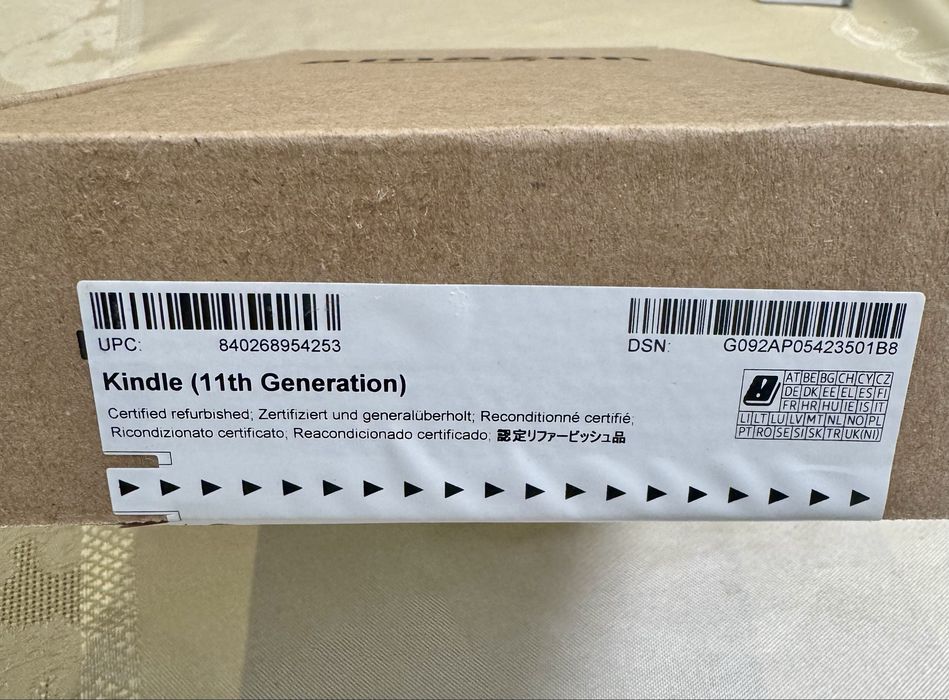 amazon
UPC: 840268954253
DSN: G092AP05423501B8
Kindle (11th Generation)
Certified refurbished; Zertifiziert und generalüberholt; Reconditionné certifié;
Ricondizionato certificato, Reacondicionado certificado, 認定リファービッシュ品
AT BE BG CH CY CZ
DE DK EE EL ES FI
FR HR HU IE IS IT
LI LT LU LV MT NL NO PL
PT RO SE SI SK TR UK(NI)